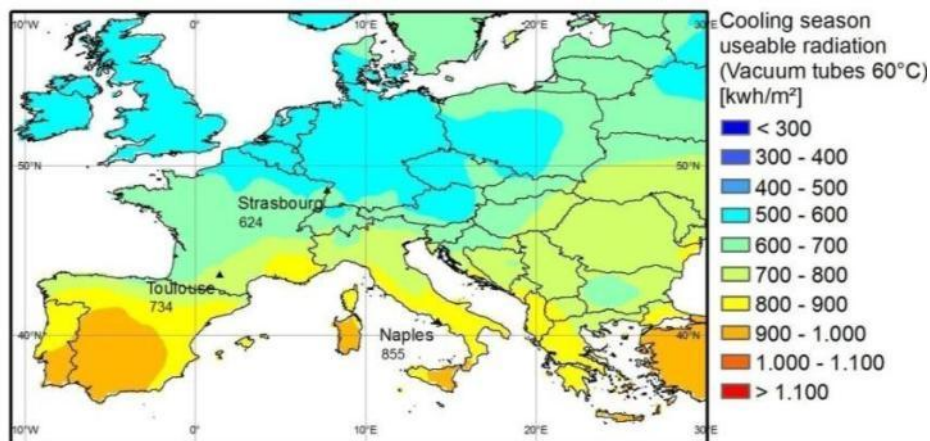 10°W 0 10°E 20°E 30°E
50°N 50°N
40°N 40°N
Strasbourg
624
Toulouse
734
Naples
855
10°W 0 10°E 20°E 30°E
Cooling season
useable radiation
(Vacuum tubes 60°C)
[kwh/m²]
< 300
300 - 400
400 - 500
500 - 600
600 - 700
700 - 800
800 - 900
900 - 1.000
1.000 - 1.100
> 1.100